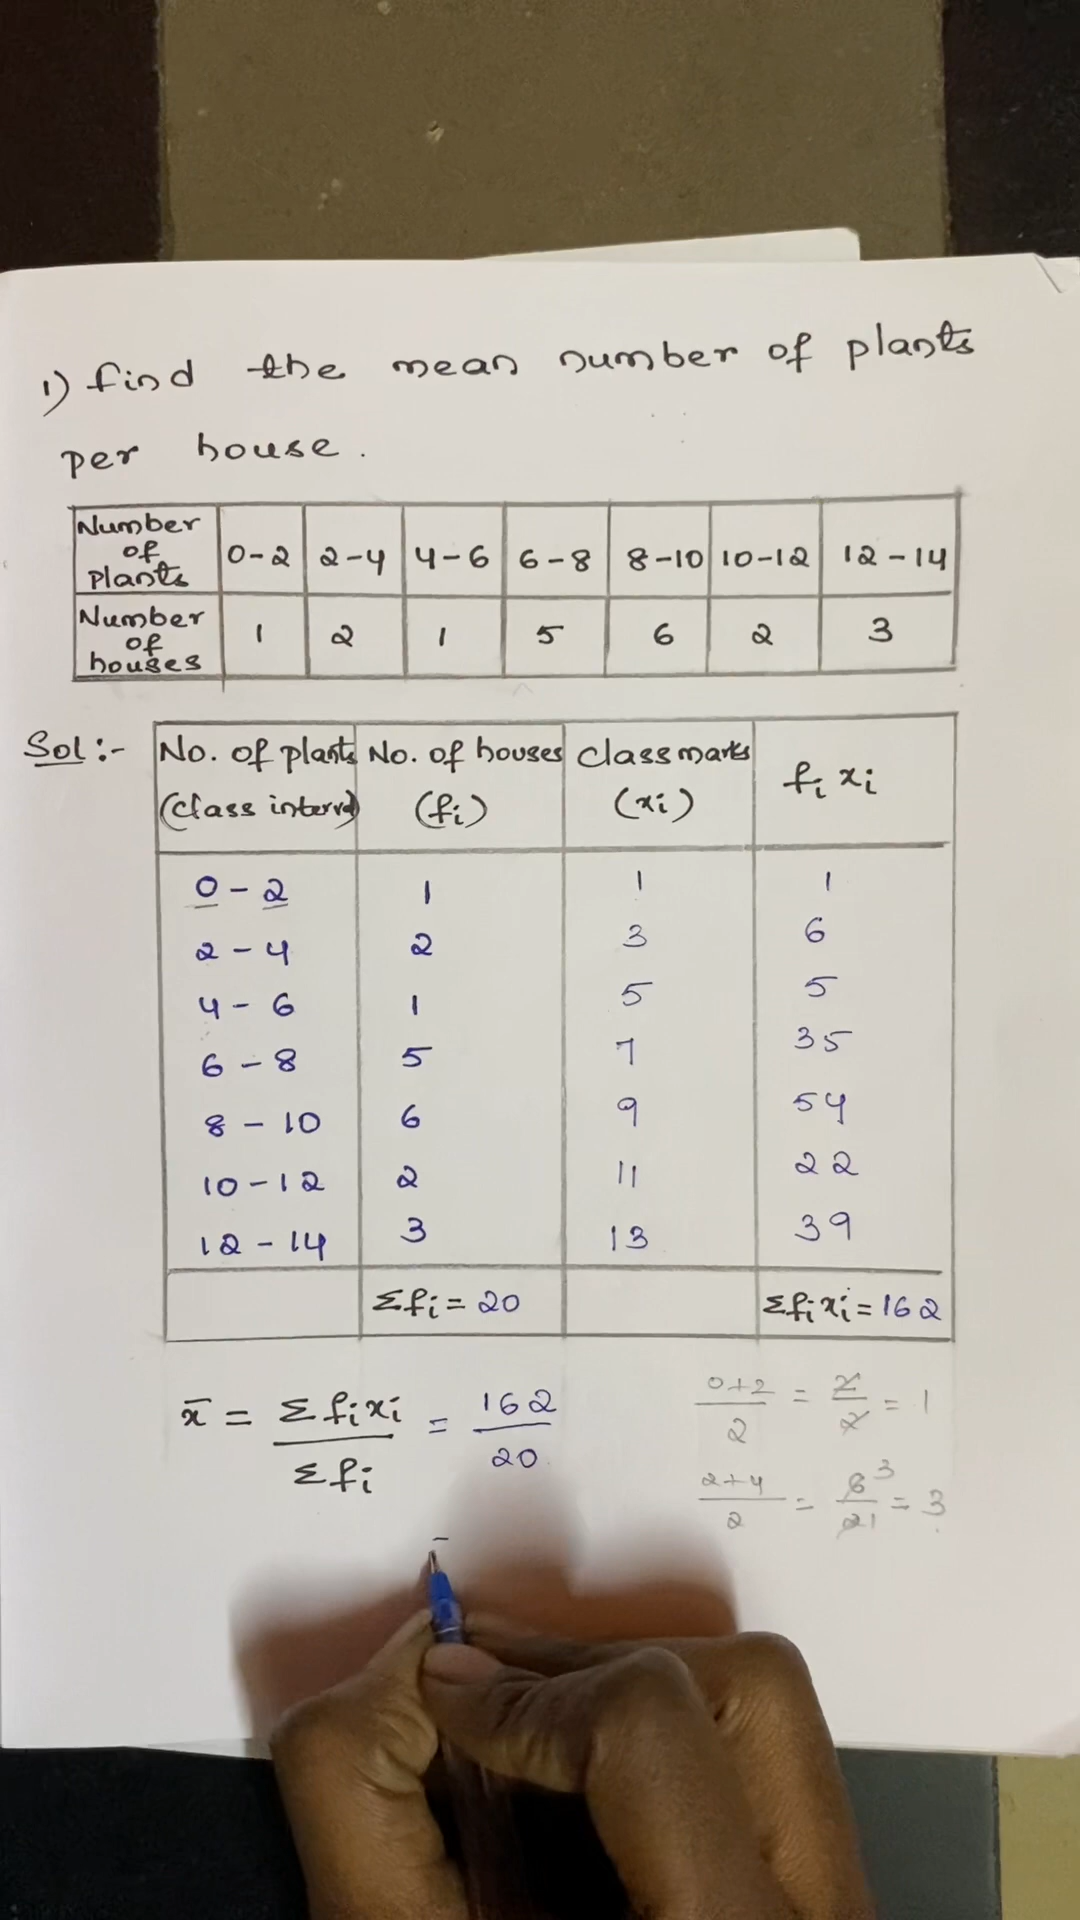 1) find the mean number of plants
per house.
Number of plants 0-2 2-4 4-6 6-8 8-10 10-12 12-14
Number of houses 1 2 1 5 6 2 3
Sol:- No. of plants (class interval) No. of houses (fi) class marks (xi) fi xi
0-2 1 1 1
2-4 2 3 6
4-6 1 5 5
6-8 5 7 35
8-10 6 9 54
10-12 2 11 22
12-14 3 13 39
Σfi = 20 Σfixi = 162
x̄ = Σfixi / Σfi = 162 / 20
0+2 / 2 = 2 / 2 = 1
2+4 / 2 = 6 3 / 2 1 = 3